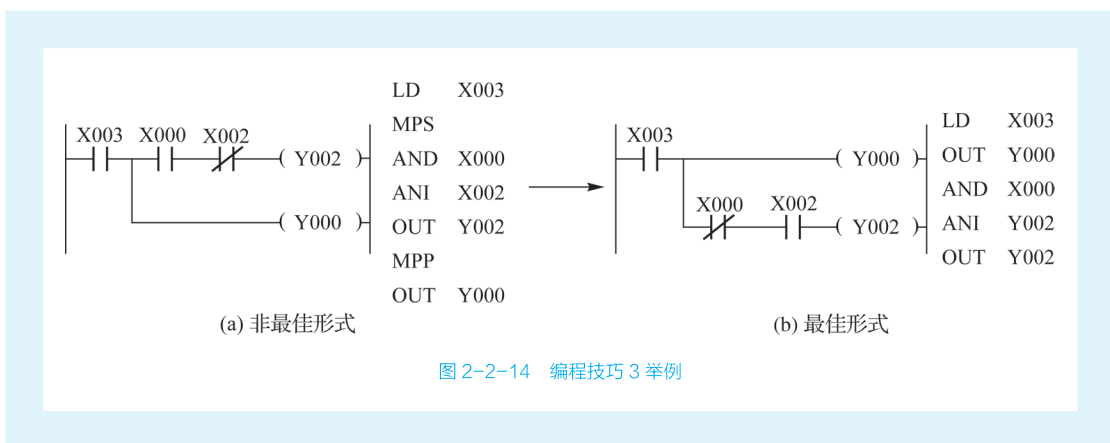 X003 X000 X002
( Y002 )
( Y000 )
LD X003
MPS
AND X000
ANI X002
OUT Y002
MPP
OUT Y000
(a) 非最佳形式
X003
( Y000 )
X000 X002
( Y002 )
LD X003
OUT Y000
AND X000
ANI Y002
OUT Y002
(b) 最佳形式
图 2-2-14 编程技巧 3 举例